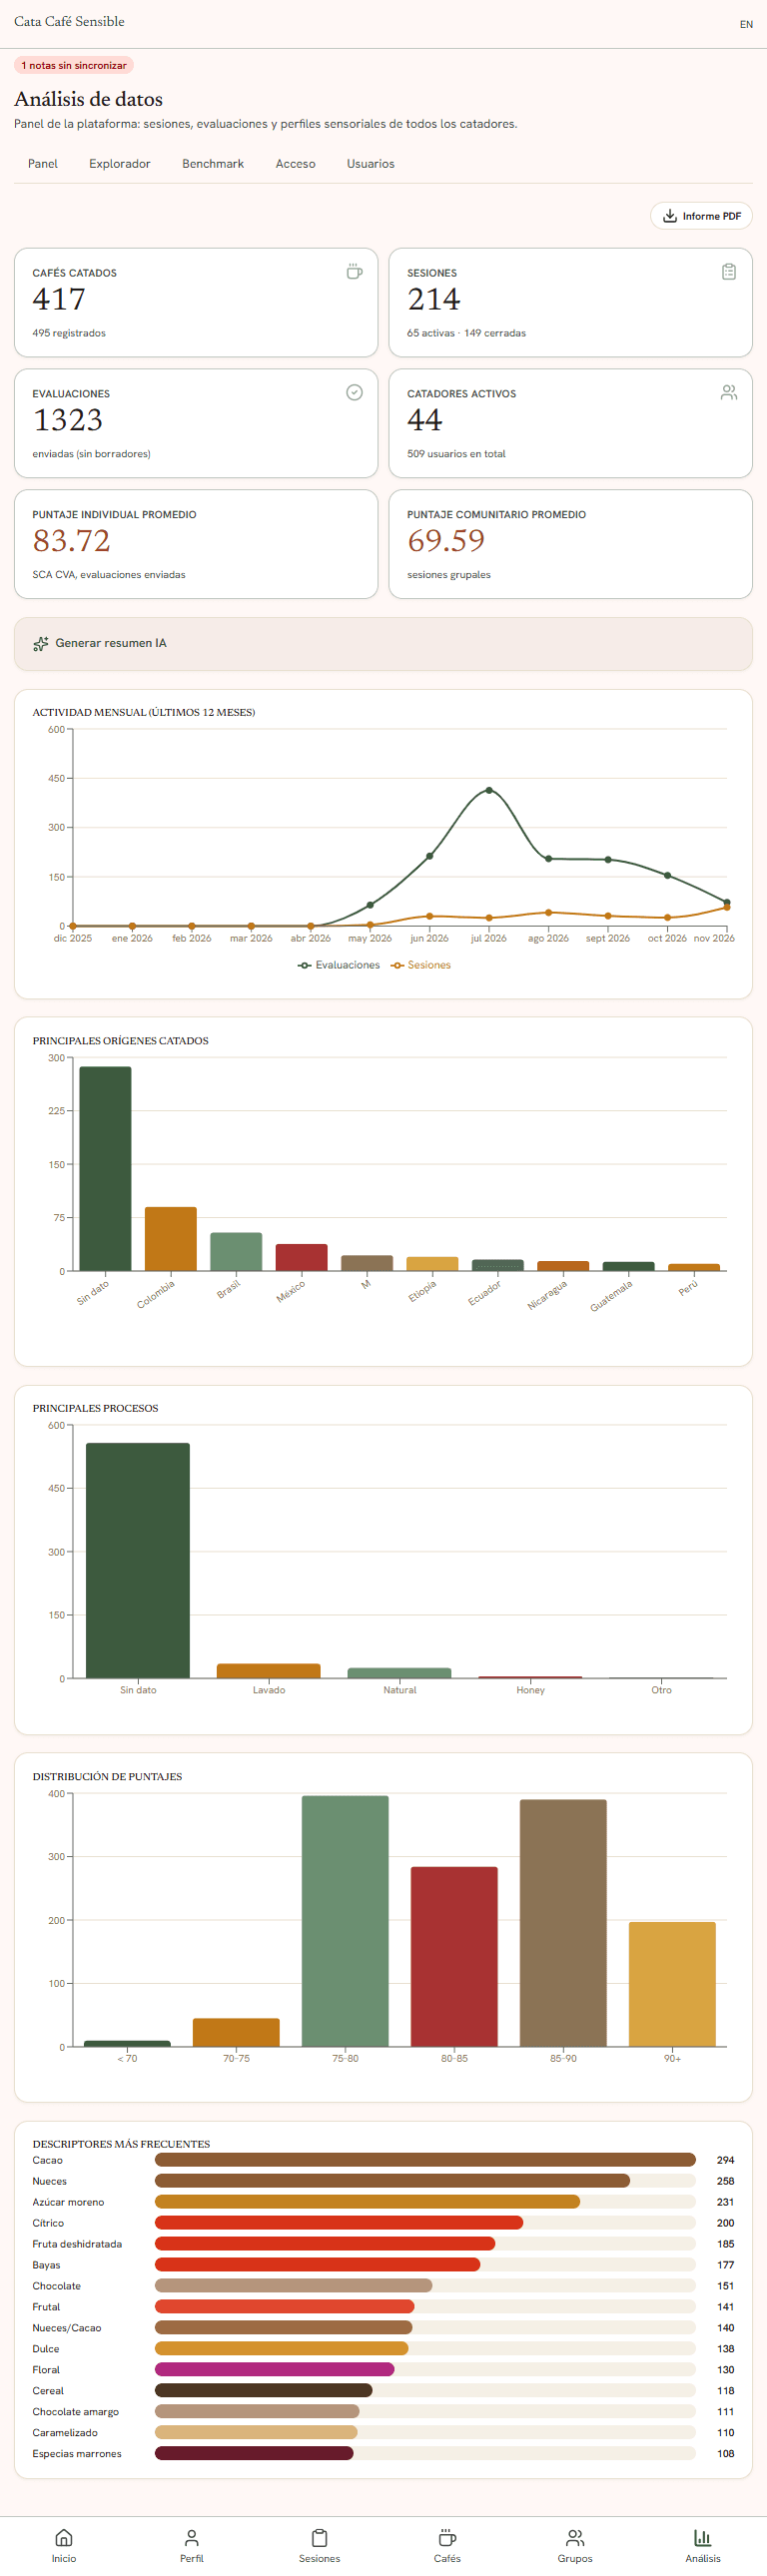 Cata Café Sensible
EN
1 notas sin sincronizar
Análisis de datos
Panel de la plataforma: sesiones, evaluaciones y perfiles sensoriales de todos los catadores.
Panel Explorador Benchmark Acceso Usuarios
Informe PDF
CAFÉS CATADOS
417
495 registrados
SESIONES
214
65 activas · 149 cerradas
EVALUACIONES
1323
enviadas (sin borradores)
CATADORES ACTIVOS
44
509 usuarios en total
PUNTAJE INDIVIDUAL PROMEDIO
83.72
SCA CVA, evaluaciones enviadas
PUNTAJE COMUNITARIO PROMEDIO
69.59
sesiones grupales
Generar resumen IA
ACTIVIDAD MENSUAL (ÚLTIMOS 12 MESES)
600
450
300
150
0
dic 2025 ene 2026 feb 2026 mar 2026 abr 2026 may 2026 jun 2026 jul 2026 ago 2026 sept 2026 oct 2026 nov 2026
Evaluaciones Sesiones
PRINCIPALES ORÍGENES CATADOS
300
225
150
75
0
Sin dato Colombia Brasil México M Etiopía Ecuador Nicaragua Guatemala Perú
PRINCIPALES PROCESOS
600
450
300
150
0
Sin dato Lavado Natural Honey Otro
DISTRIBUCIÓN DE PUNTAJES
400
300
200
100
0
< 70 70-75 75-80 80-85 85-90 90+
DESCRIPTORES MÁS FRECUENTES
Cacao 294
Nueces 258
Azúcar moreno 231
Cítrico 200
Fruta deshidratada 185
Bayas 177
Chocolate 151
Frutal 141
Nueces/Cacao 140
Dulce 138
Floral 130
Cereal 118
Chocolate amargo 111
Caramelizado 110
Especias marrones 108
Inicio Perfil Sesiones Cafés Grupos Análisis